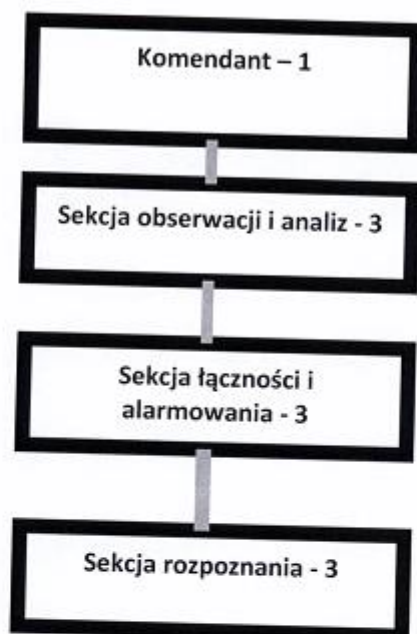 Komendant – 1
Sekcja obserwacji i analiz - 3
Sekcja łączności i
alarmowania - 3
Sekcja rozpoznania - 3